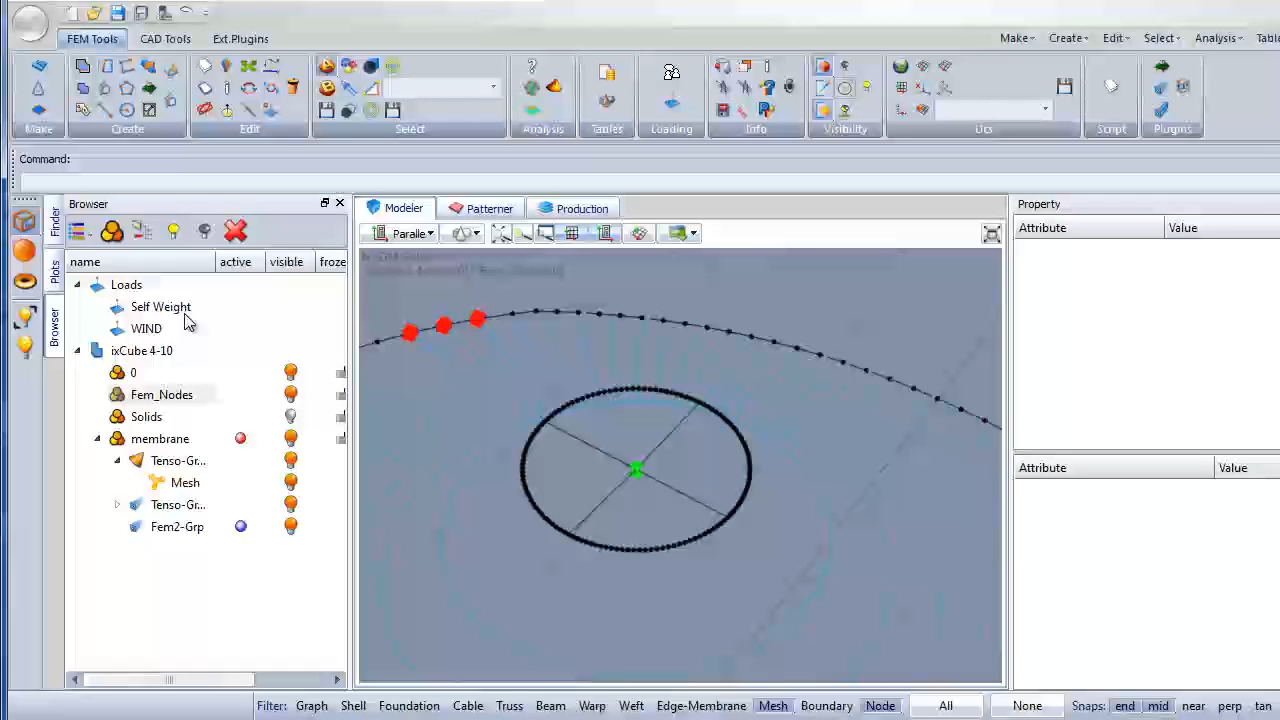 FEM Tools CAD Tools Ext.Plugins Make Create Edit Select Analysis Table
Make Create Edit Select Analysis Tables Loading Info Visibility Ucs Script Plugins
Command:
Browser
Finder
Plots
Browser
name active visible froze
Loads
Self Weight
WIND
ixCube 4-10
0
Fem_Nodes
Solids
membrane
Tenso-Gr...
Mesh
Tenso-Gr...
Fem2-Grp
Modeler Patterner Production
Paralle
Property
Attribute Value
Attribute Value
Filter: Graph Shell Foundation Cable Truss Beam Warp Weft Edge-Membrane Mesh Boundary Node All None Snaps: end mid near perp tan